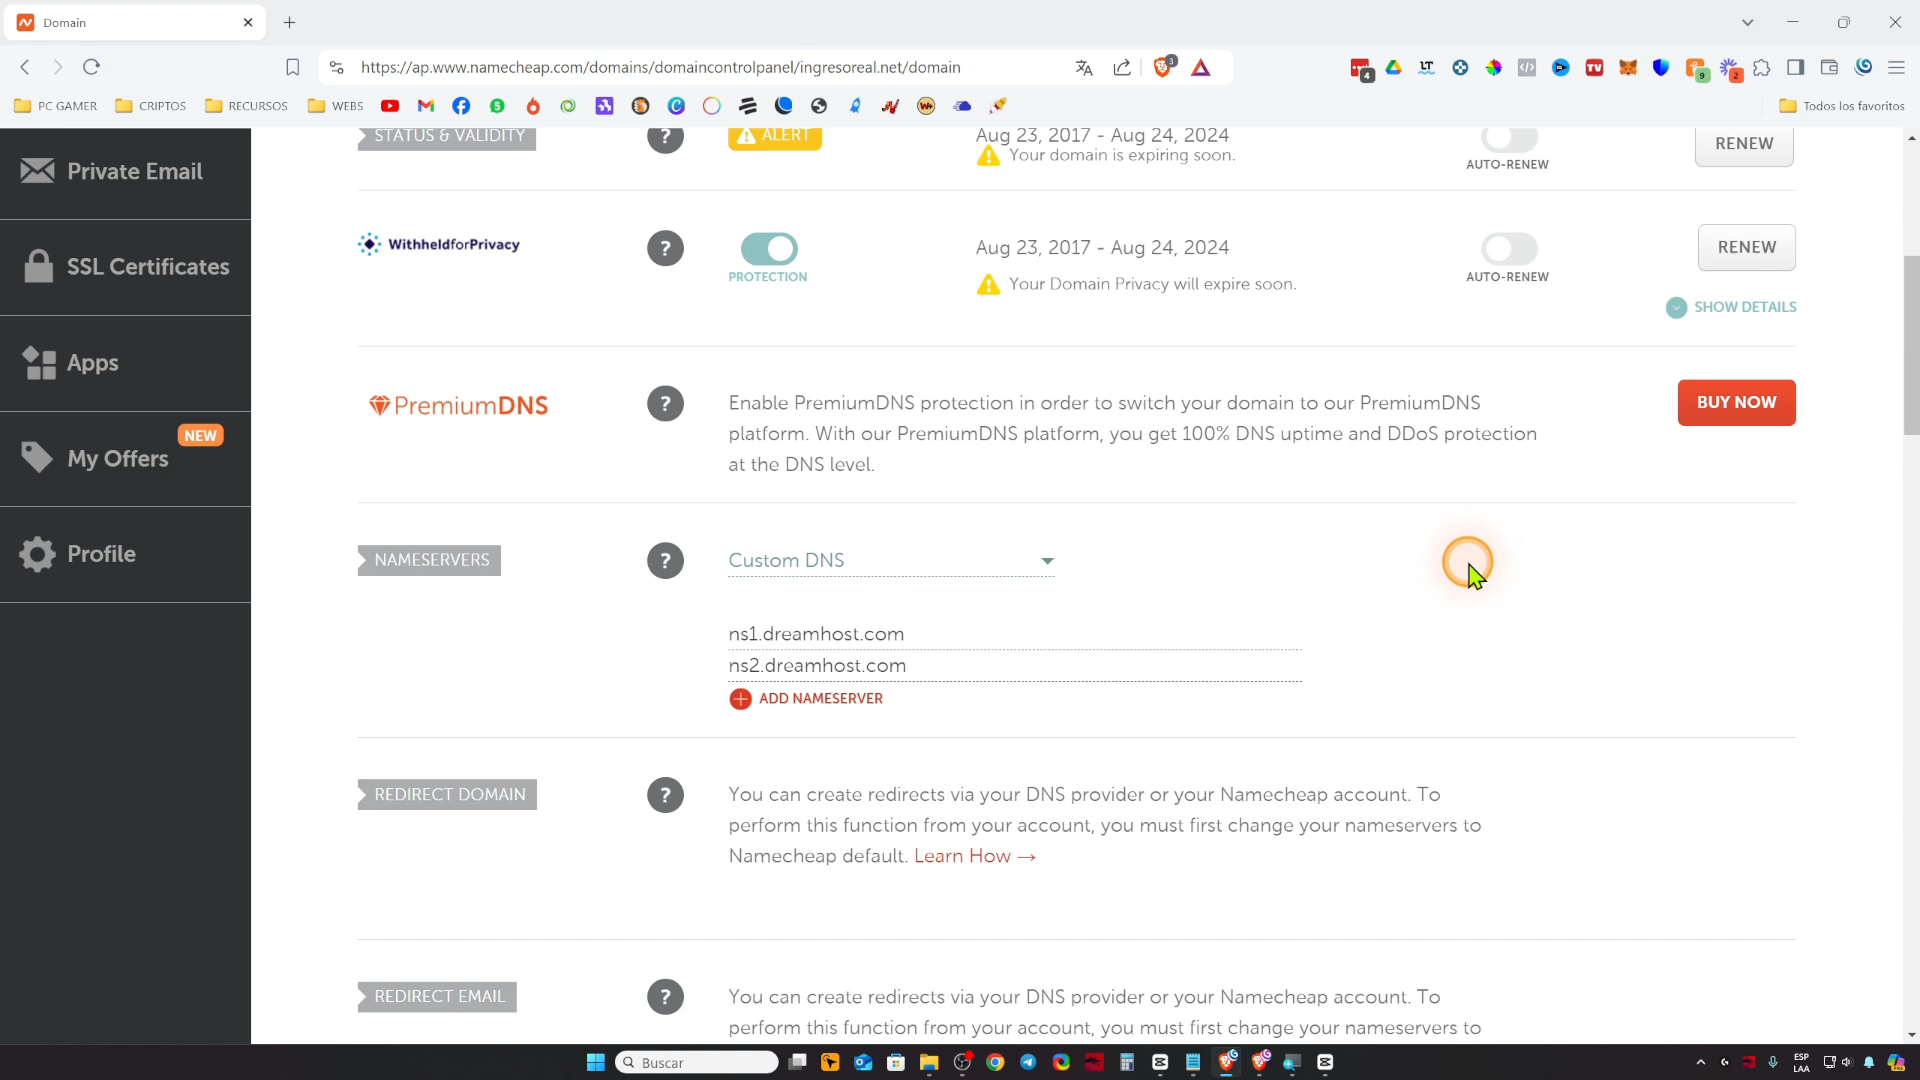 Domain
https://ap.www.namecheap.com/domains/domaincontrolpanel/ingresoreal.net/domain
PC GAMER
CRIPTOS
RECURSOS
WEBS
Todos los favoritos
STATUS & VALIDITY
?
ALERT
Aug 23, 2017 - Aug 24, 2024
Your domain is expiring soon.
AUTO-RENEW
RENEW
Private Email
SSL Certificates
Apps
NEW
My Offers
Profile
WithheldforPrivacy
?
PROTECTION
Aug 23, 2017 - Aug 24, 2024
Your Domain Privacy will expire soon.
AUTO-RENEW
RENEW
SHOW DETAILS
PremiumDNS
?
Enable PremiumDNS protection in order to switch your domain to our PremiumDNS
platform. With our PremiumDNS platform, you get 100% DNS uptime and DDoS protection
at the DNS level.
BUY NOW
NAMESERVERS
?
Custom DNS
ns1.dreamhost.com
ns2.dreamhost.com
ADD NAMESERVER
REDIRECT DOMAIN
?
You can create redirects via your DNS provider or your Namecheap account. To
perform this function from your account, you must first change your nameservers to
Namecheap default. Learn How →
REDIRECT EMAIL
?
You can create redirects via your DNS provider or your Namecheap account. To
perform this function from your account, you must first change your nameservers to
Buscar
ESP
LAA